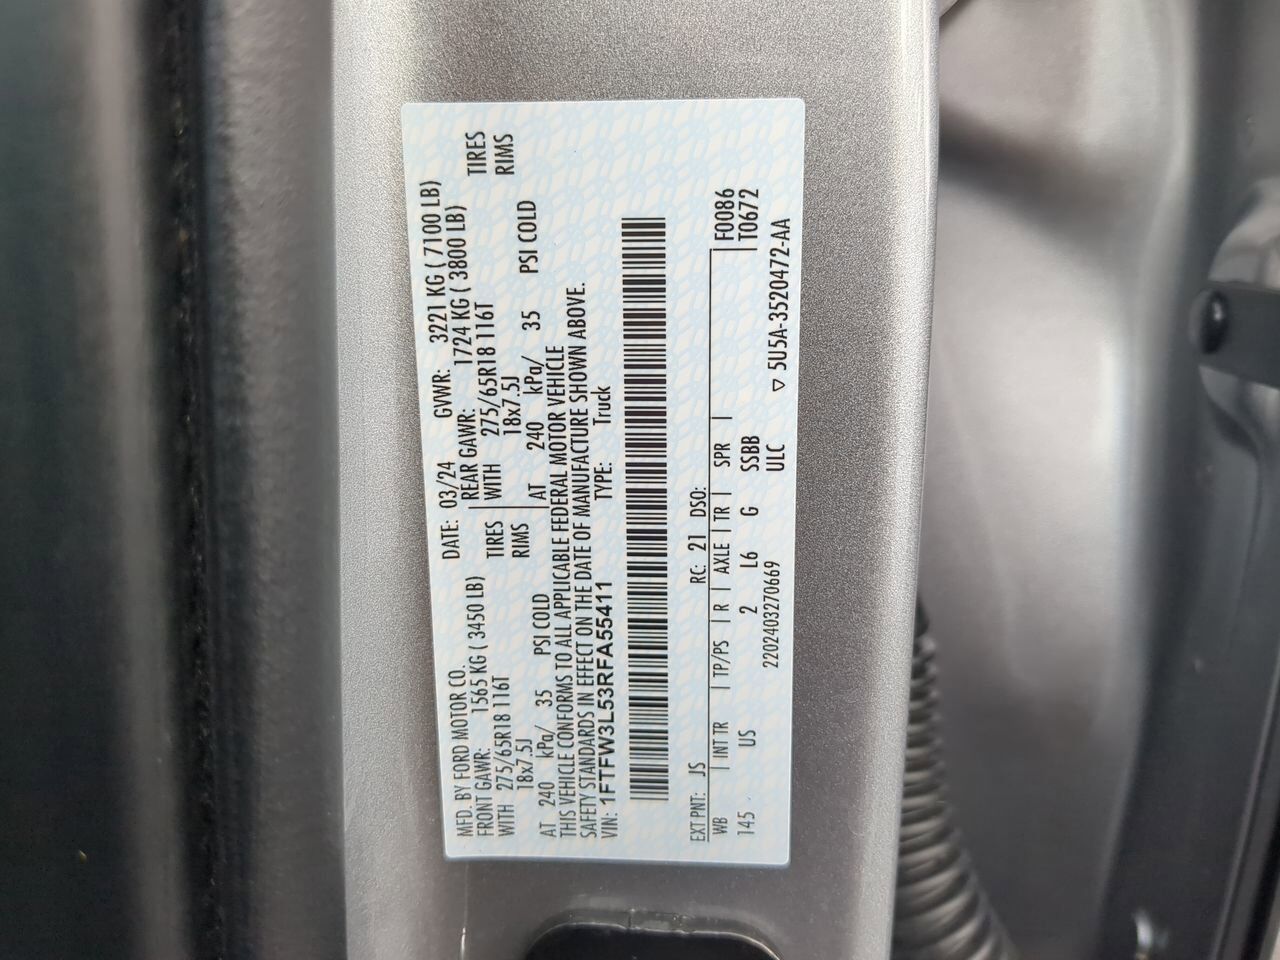 MFD. BY FORD MOTOR CO. DATE: 03/24 GVWR: 3221 KG ( 7100 LB)
FRONT GAWR: 1565 KG ( 3450 LB) REAR GAWR: 1724 KG ( 3800 LB)
WITH 275/65R18 116T TIRES WITH 275/65R18 116T TIRES
18x7.5J RIMS 18x7.5J RIMS
AT 240 kPa/ 35 PSI COLD AT 240 kPa/ 35 PSI COLD
THIS VEHICLE CONFORMS TO ALL APPLICABLE FEDERAL MOTOR VEHICLE
SAFETY STANDARDS IN EFFECT ON THE DATE OF MANUFACTURE SHOWN ABOVE.
VIN: 1FTFW3L53RFA55411 TYPE: Truck
EXT PNT: JS RC: 21 DSO:
WB | INT TR | TP/PS | R | AXLE | TR | SPR | F0086
145 US 2 L6 G SSBB T0672
2202403270669 ULC ▽ 5U5A-3520472-AA